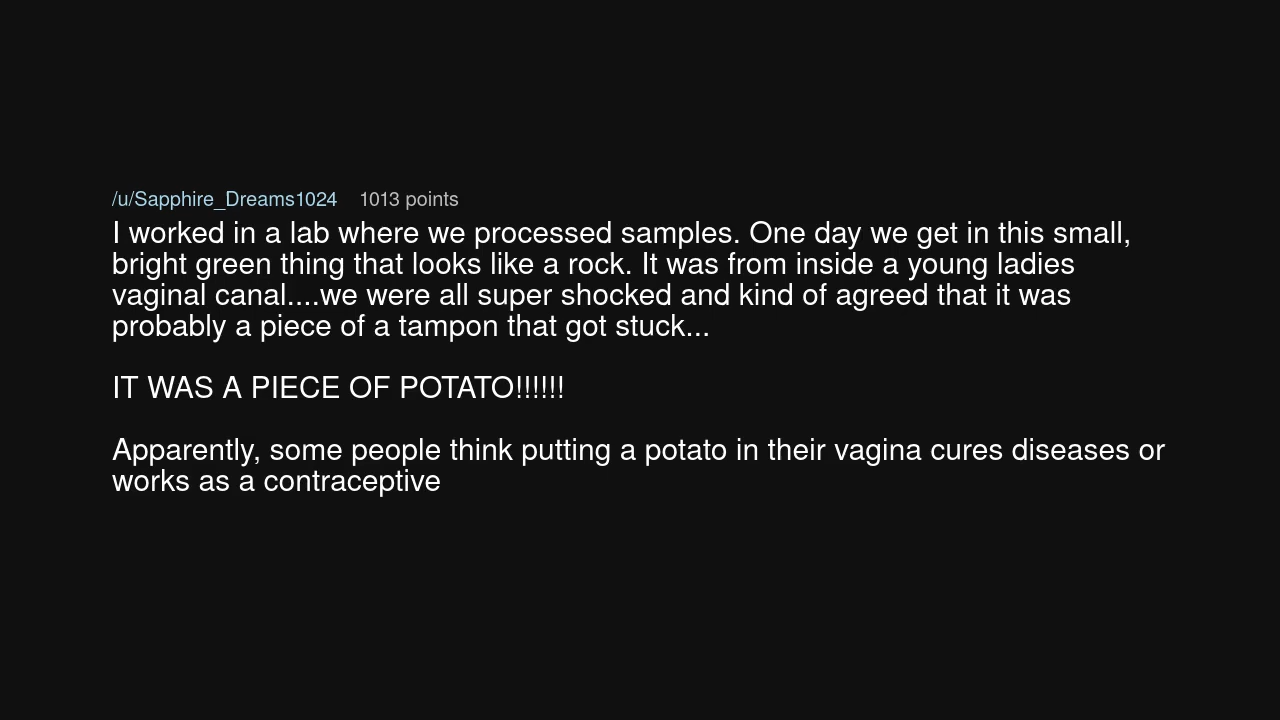 /u/Sapphire_Dreams1024 1013 points
I worked in a lab where we processed samples. One day we get in this small,
bright green thing that looks like a rock. It was from inside a young ladies
vaginal canal....we were all super shocked and kind of agreed that it was
probably a piece of a tampon that got stuck...
IT WAS A PIECE OF POTATO!!!!!!
Apparently, some people think putting a potato in their vagina cures diseases or
works as a contraceptive